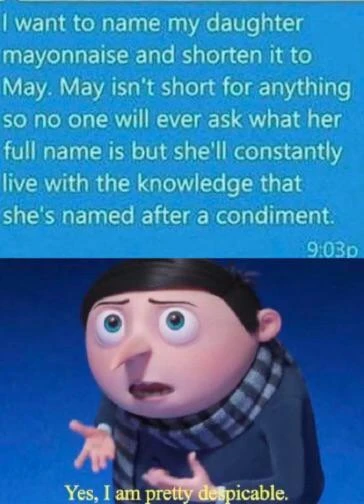 I want to name my daughter
mayonnaise and shorten it to
May. May isn't short for anything
so no one will ever ask what her
full name is but she'll constantly
live with the knowledge that
she's named after a condiment.
9:03p
Yes, I am pretty despicable.